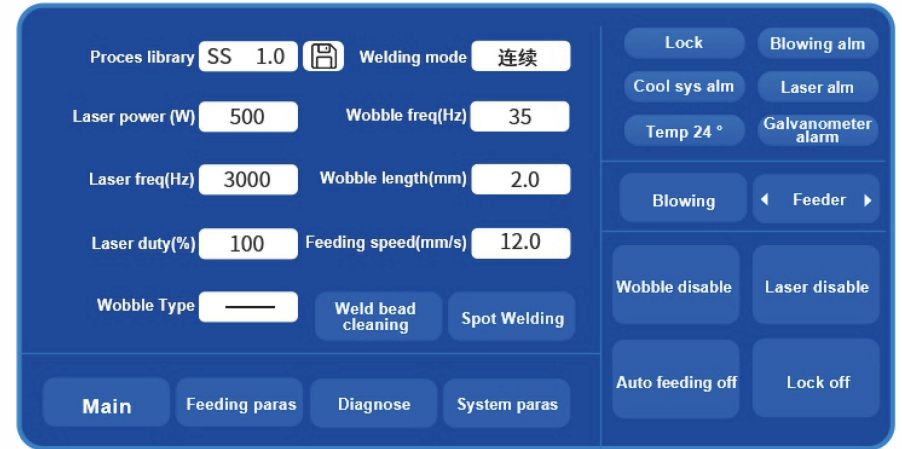 Proces library SS 1.0 Welding mode 连续
Laser power (W) 500 Wobble freq(Hz) 35
Laser freq(Hz) 3000 Wobble length(mm) 2.0
Laser duty(%) 100 Feeding speed(mm/s) 12.0
Wobble Type
Weld bead
cleaning
Spot Welding
Main Feeding paras Diagnose System paras
Lock Blowing alm
Cool sys alm Laser alm
Temp 24 °
Galvanometer
alarm
Blowing Feeder
Wobble disable Laser disable
Auto feeding off Lock off